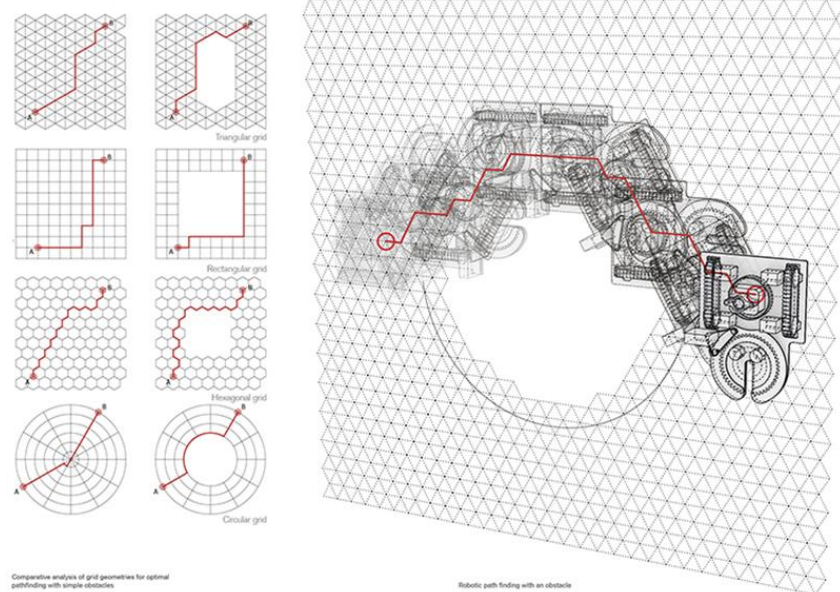 B
B
A
A
Triangular grid
B
B
A
A
Rectangular grid
B
B
A
A
Hexagonal grid
B
B
A
A
Circular grid
Comparative analysis of grid geometries for optimal
pathfinding with simple obstacles
Robotic path finding with an obstacle